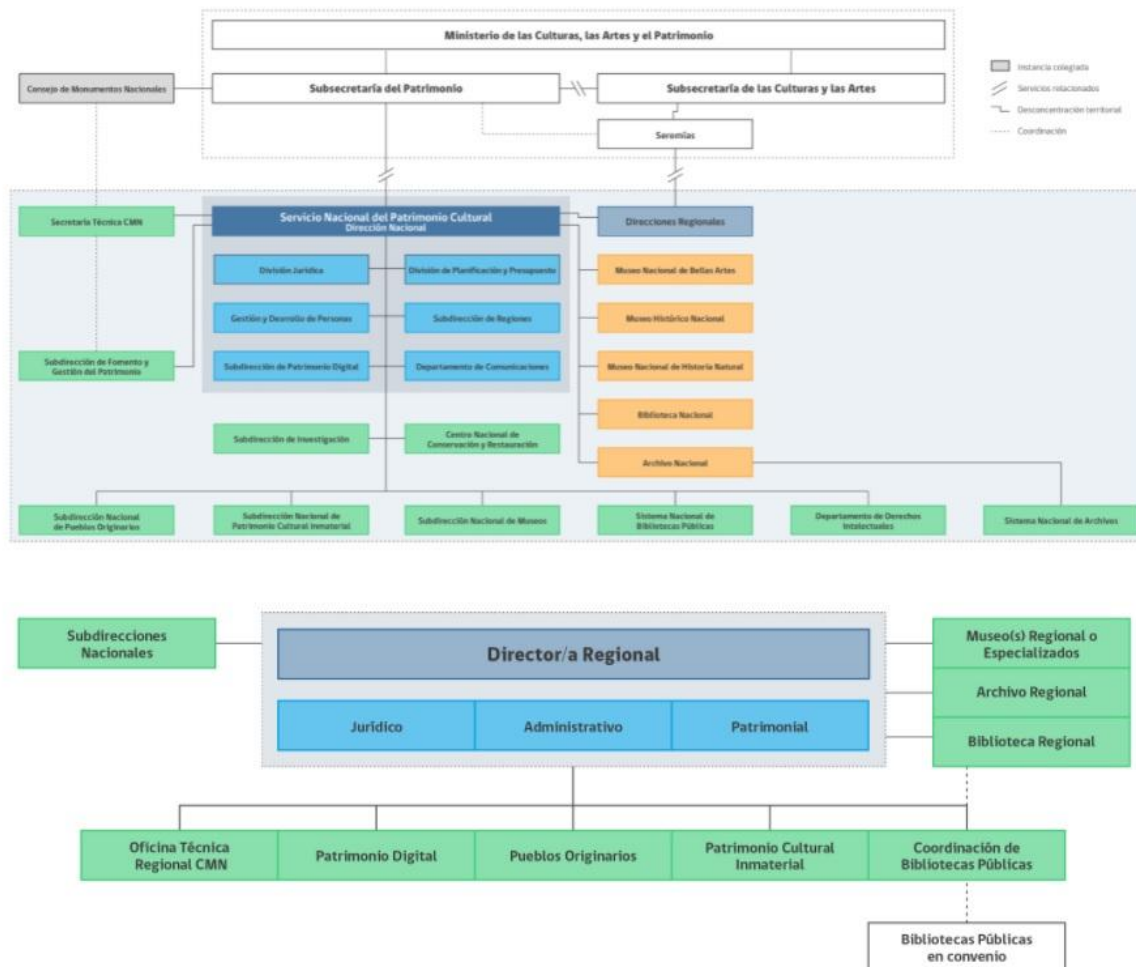 Ministerio de las Culturas, las Artes y el Patrimonio
Consejo de Monumentos Nacionales
Subsecretaría del Patrimonio
Subsecretaría de las Culturas y las Artes
Seremías
Instancia colegiada
Servicios relacionados
Desconcentración territorial
Coordinación
Secretaría Técnica CMN
Servicio Nacional del Patrimonio Cultural
Dirección Nacional
Direcciones Regionales
División Jurídica
División de Planificación y Presupuesto
Museo Nacional de Bellas Artes
Gestión y Desarrollo de Personas
Subdirección de Regiones
Museo Histórico Nacional
Subdirección de Fomento y
Gestión del Patrimonio
Subdirección de Patrimonio Digital
Departamento de Comunicaciones
Museo Nacional de Historia Natural
Biblioteca Nacional
Subdirección de Investigación
Centro Nacional de
Conservación y Restauración
Archivo Nacional
Subdirección Nacional
de Pueblos Originarios
Subdirección Nacional de
Patrimonio Cultural Inmaterial
Subdirección Nacional de Museos
Sistema Nacional de
Bibliotecas Públicas
Departamento de Derechos
Intelectuales
Sistema Nacional de Archivos
Subdirecciones
Nacionales
Director/a Regional
Museo(s) Regional o
Especializados
Archivo Regional
Jurídico
Administrativo
Patrimonial
Biblioteca Regional
Oficina Técnica
Regional CMN
Patrimonio Digital
Pueblos Originarios
Patrimonio Cultural
Inmaterial
Coordinación de
Bibliotecas Públicas
Bibliotecas Públicas
en convenio